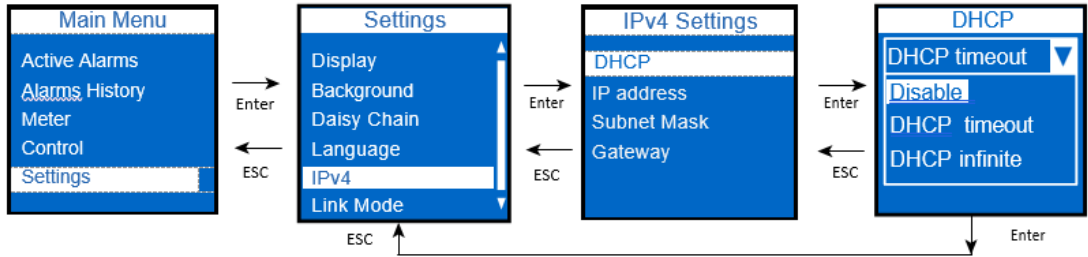 Main Menu
Active Alarms
Alarms History
Meter
Control
Settings
Enter
ESC
Settings
Display
Background
Daisy Chain
Language
IPv4
Link Mode
Enter
ESC
IPv4 Settings
DHCP
IP address
Subnet Mask
Gateway
Enter
ESC
DHCP
DHCP timeout
Disable
DHCP timeout
DHCP infinite
ESC
Enter